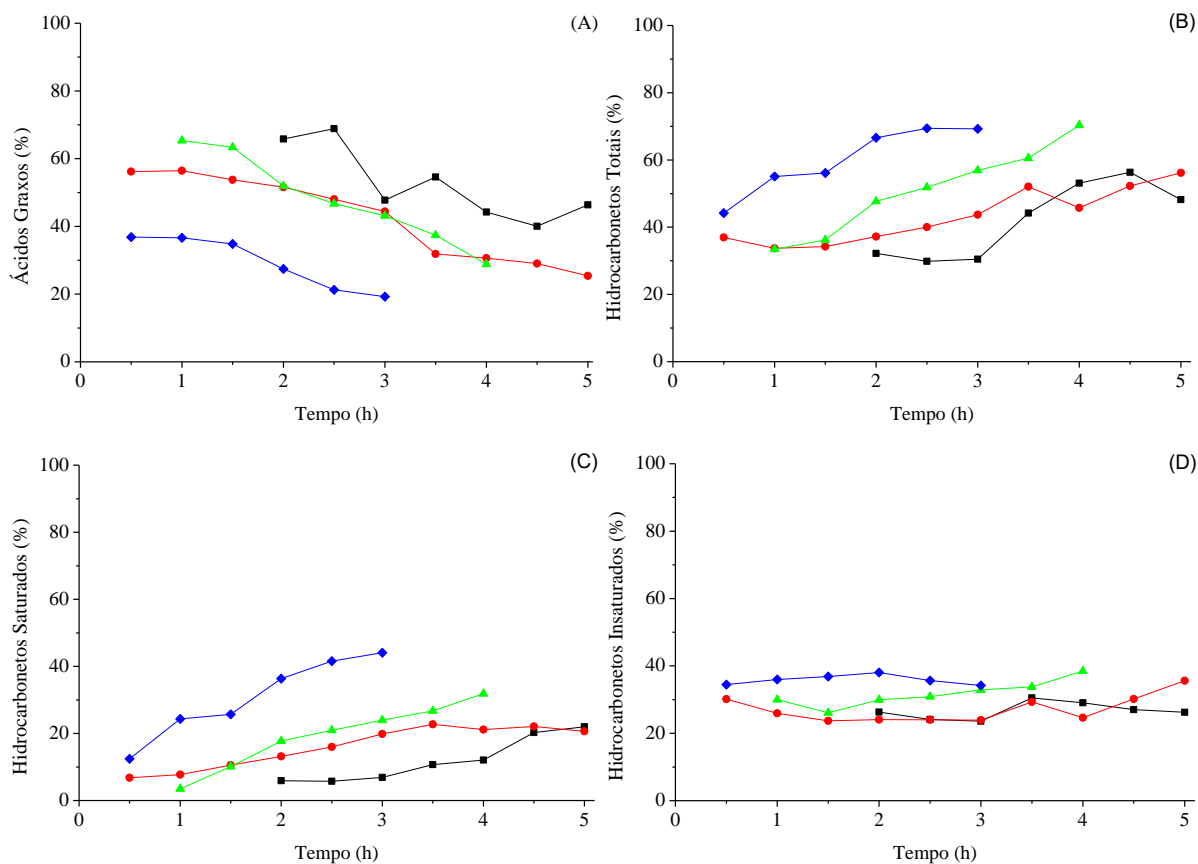 (A)
Ácidos Graxos (%)
100
80
60
40
20
0
0 1 2 3 4 5
Tempo (h)
(B)
Hidrocarbonetos Totais (%)
100
80
60
40
20
0
0 1 2 3 4 5
Tempo (h)
(C)
Hidrocarbonetos Saturados (%)
100
80
60
40
20
0
0 1 2 3 4 5
Tempo (h)
(D)
Hidrocarbonetos Insaturados (%)
100
80
60
40
20
0
0 1 2 3 4 5
Tempo (h)